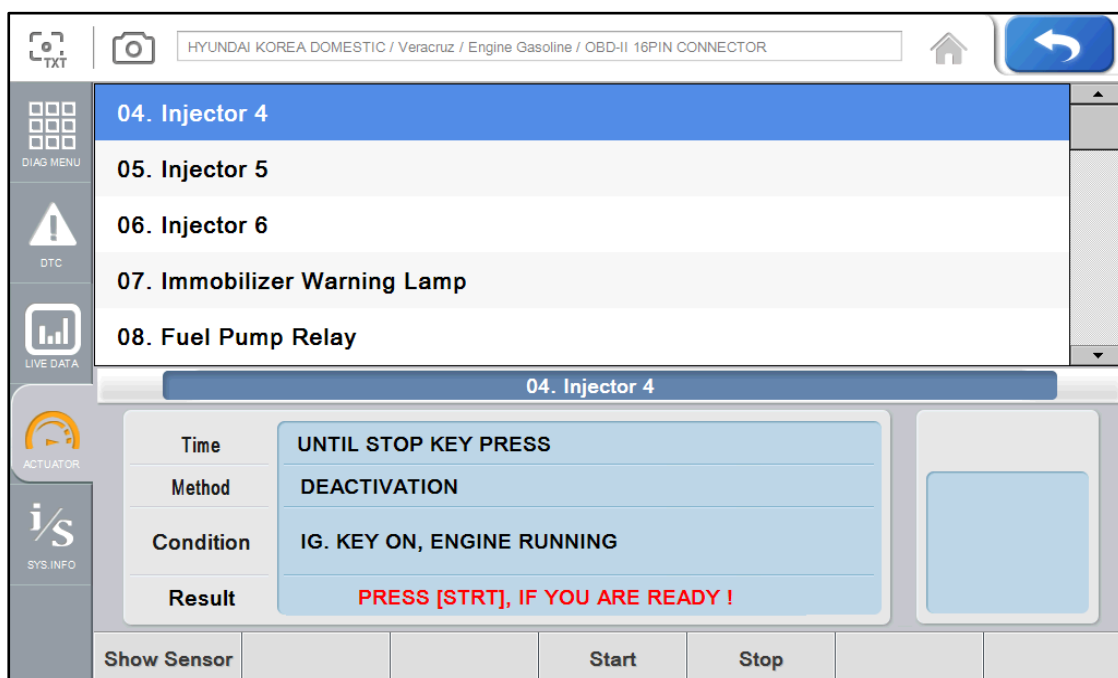 TXT
HYUNDAI KOREA DOMESTIC / Veracruz / Engine Gasoline / OBD-II 16PIN CONNECTOR
DIAG MENU
DTC
LIVE DATA
ACTUATOR
i/s
SYS.INFO
04. Injector 4
05. Injector 5
06. Injector 6
07. Immobilizer Warning Lamp
08. Fuel Pump Relay
04. Injector 4
Time UNTIL STOP KEY PRESS
Method DEACTIVATION
Condition IG. KEY ON, ENGINE RUNNING
Result PRESS [STRT], IF YOU ARE READY !
Show Sensor Start Stop